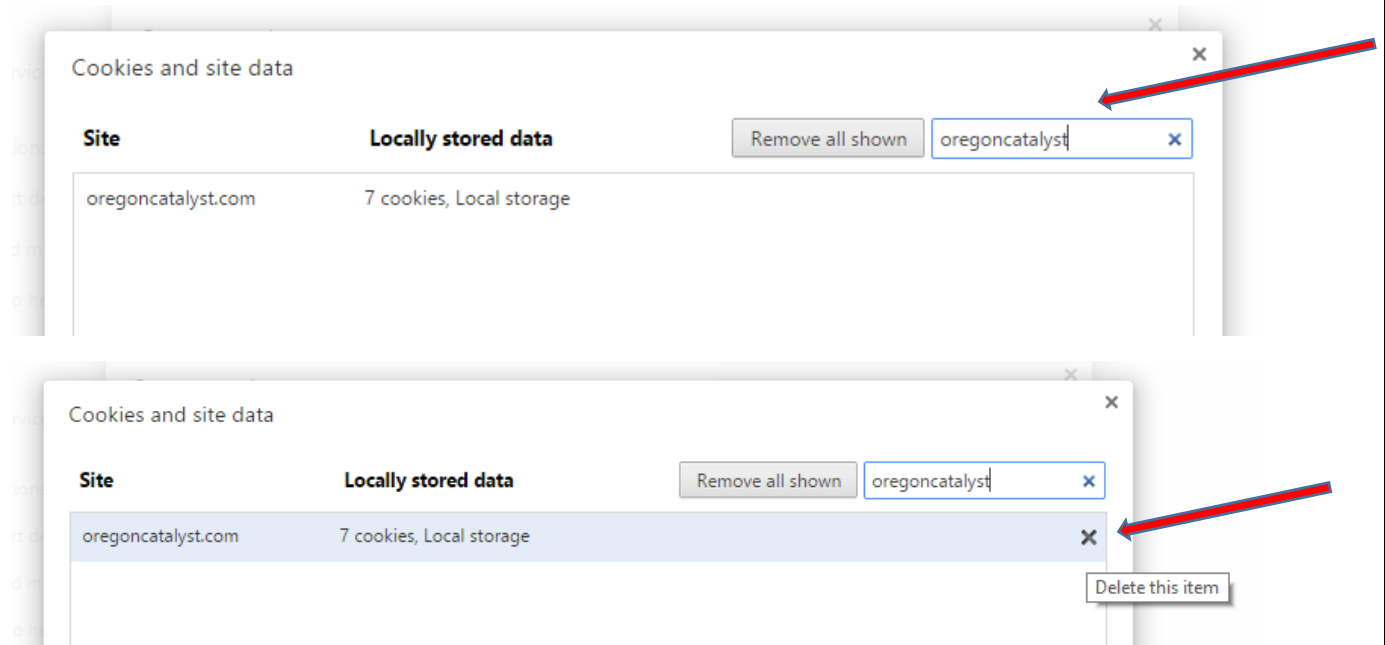 Cookies and site data
Site Locally stored data Remove all shown oregoncatalyst
oregoncatalyst.com 7 cookies, Local storage
Cookies and site data
Site Locally stored data Remove all shown oregoncatalyst
oregoncatalyst.com 7 cookies, Local storage
Delete this item